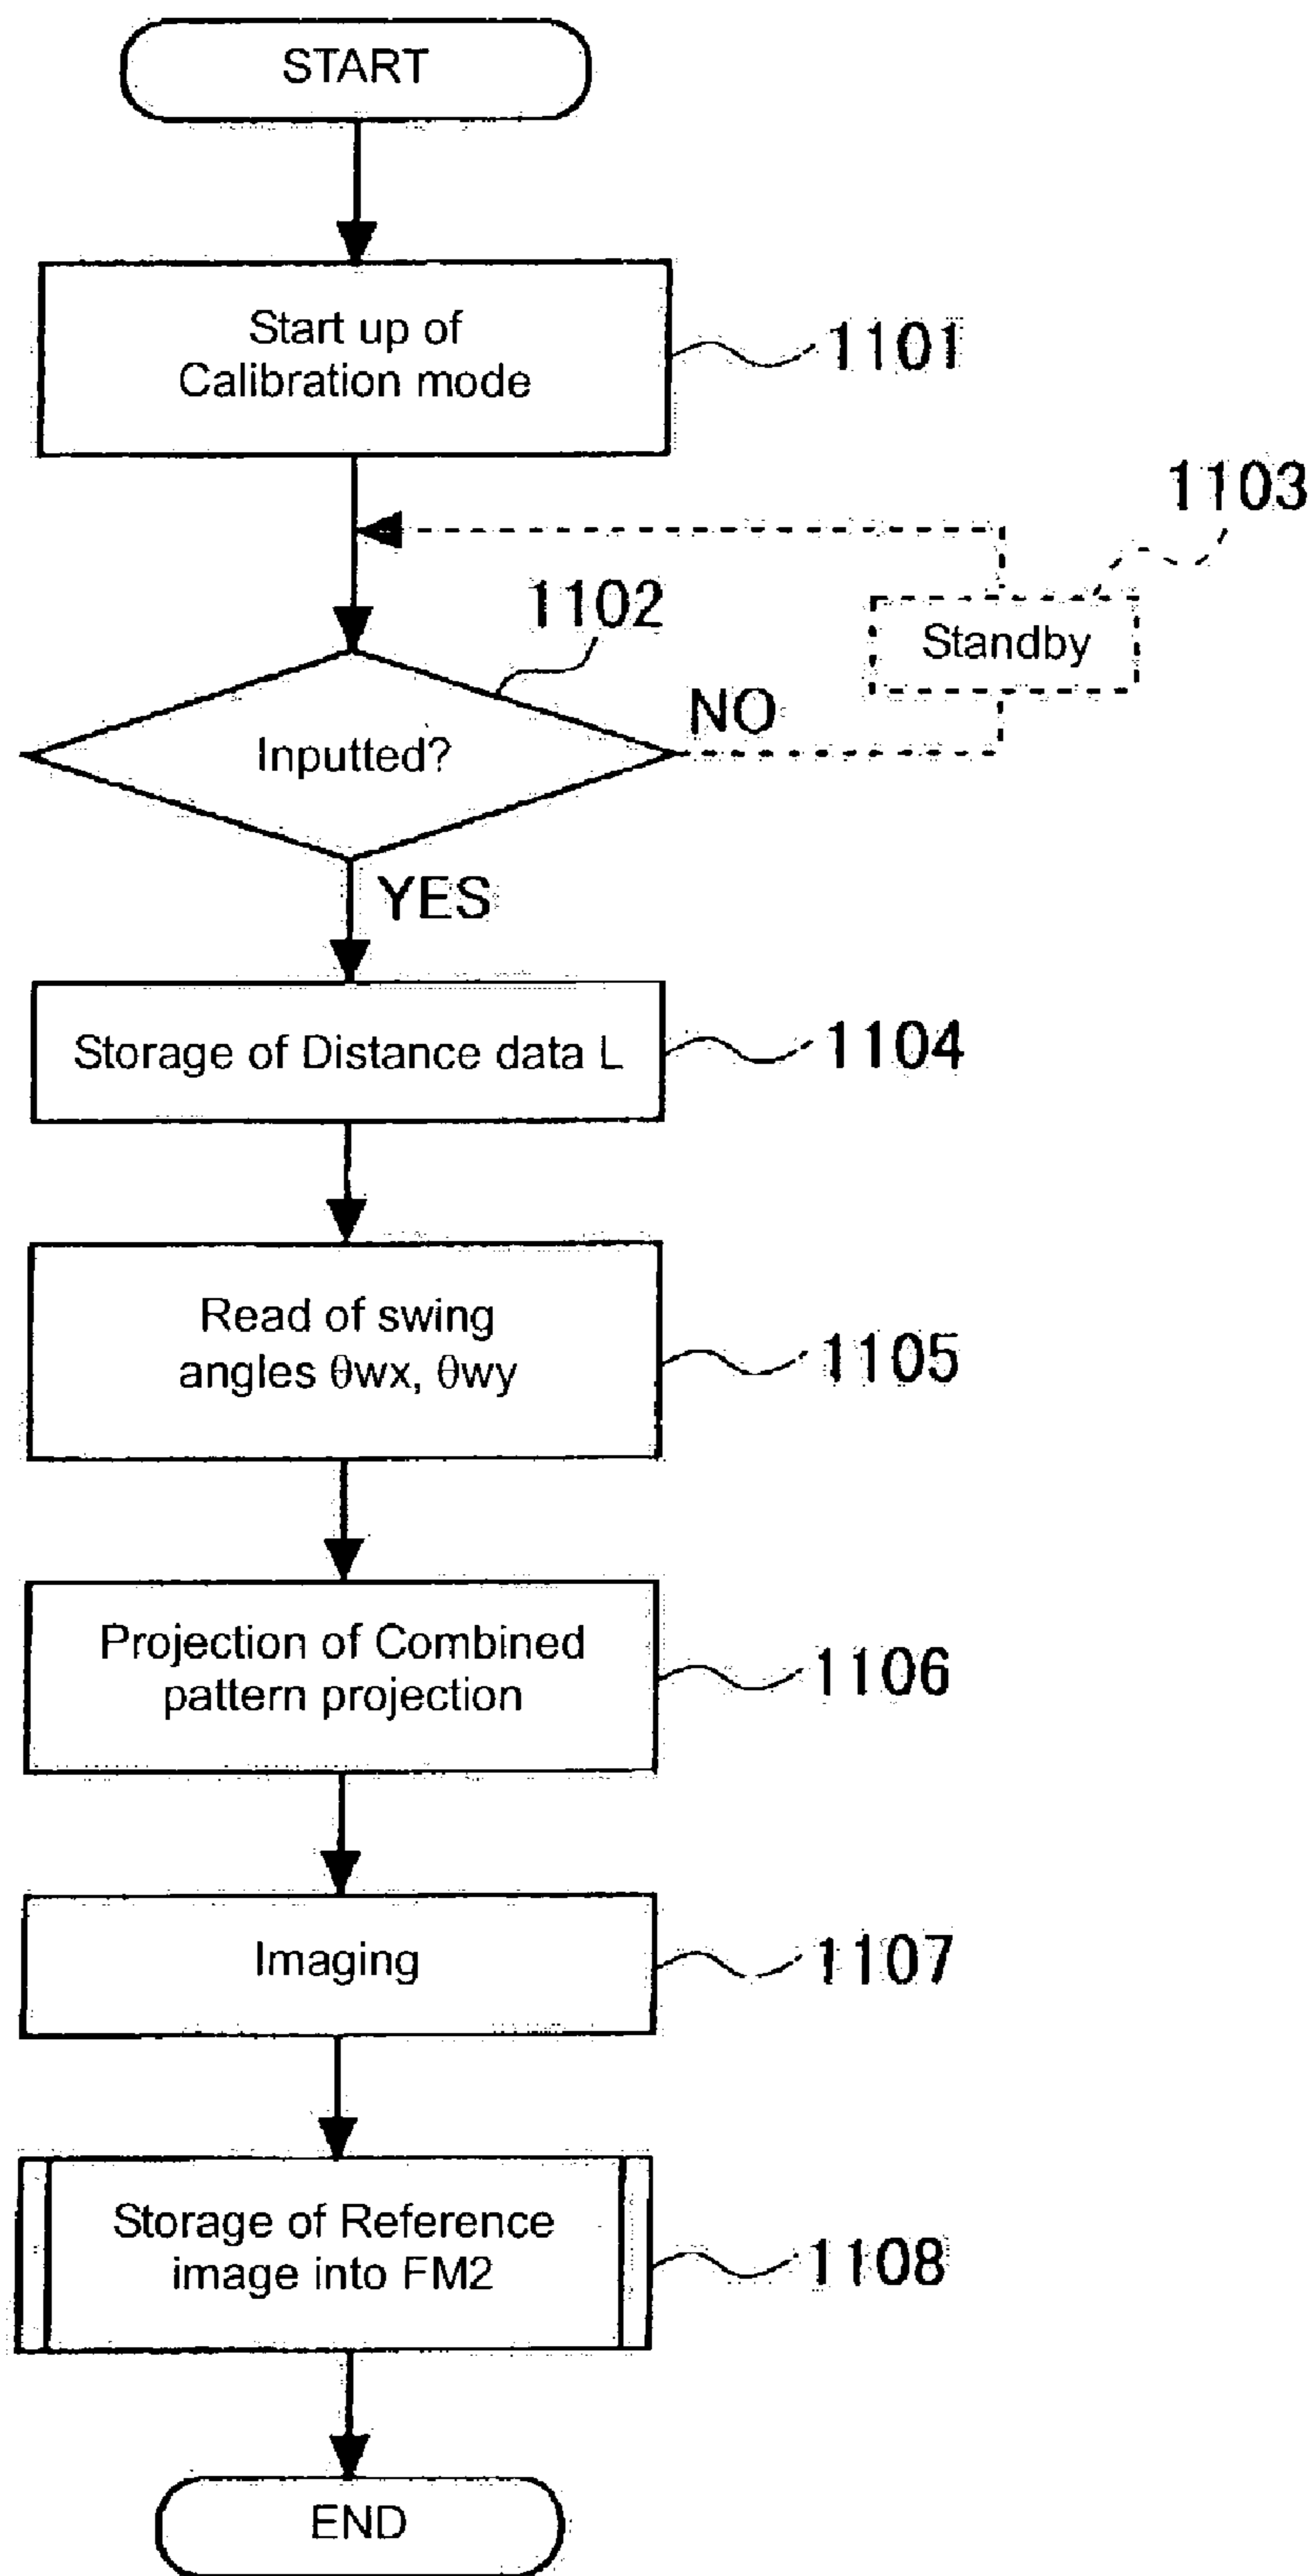 START
Start up of
Calibration mode
1101
1103
1102
Standby
NO
Inputted?
YES
Storage of Distance data L
1104
Read of swing
angles θwx, θwy
1105
Projection of Combined
pattern projection
1106
Imaging
1107
Storage of Reference
image into FM2
1108
END